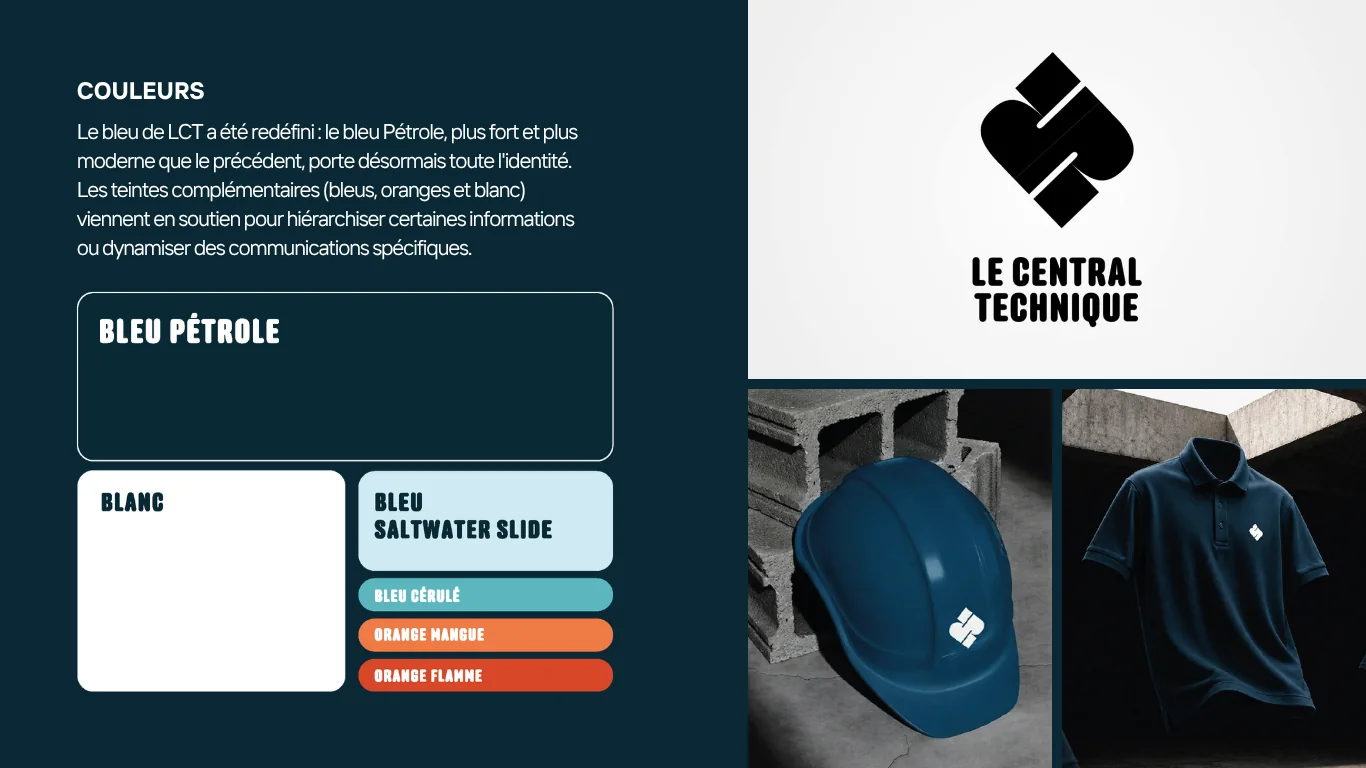 COULEURS
Le bleu de LCT a été redéfini : le bleu Pétrole, plus fort et plus
moderne que le précédent, porte désormais toute l'identité.
Les teintes complémentaires (bleus, oranges et blanc)
viennent en soutien pour hiérarchiser certaines informations
ou dynamiser des communications spécifiques.
BLEU PÉTROLE
BLANC
BLEU
SALTWATER SLIDE
BLEU CÉRULÉ
ORANGE MANGUE
ORANGE FLAMME
LE CENTRAL
TECHNIQUE